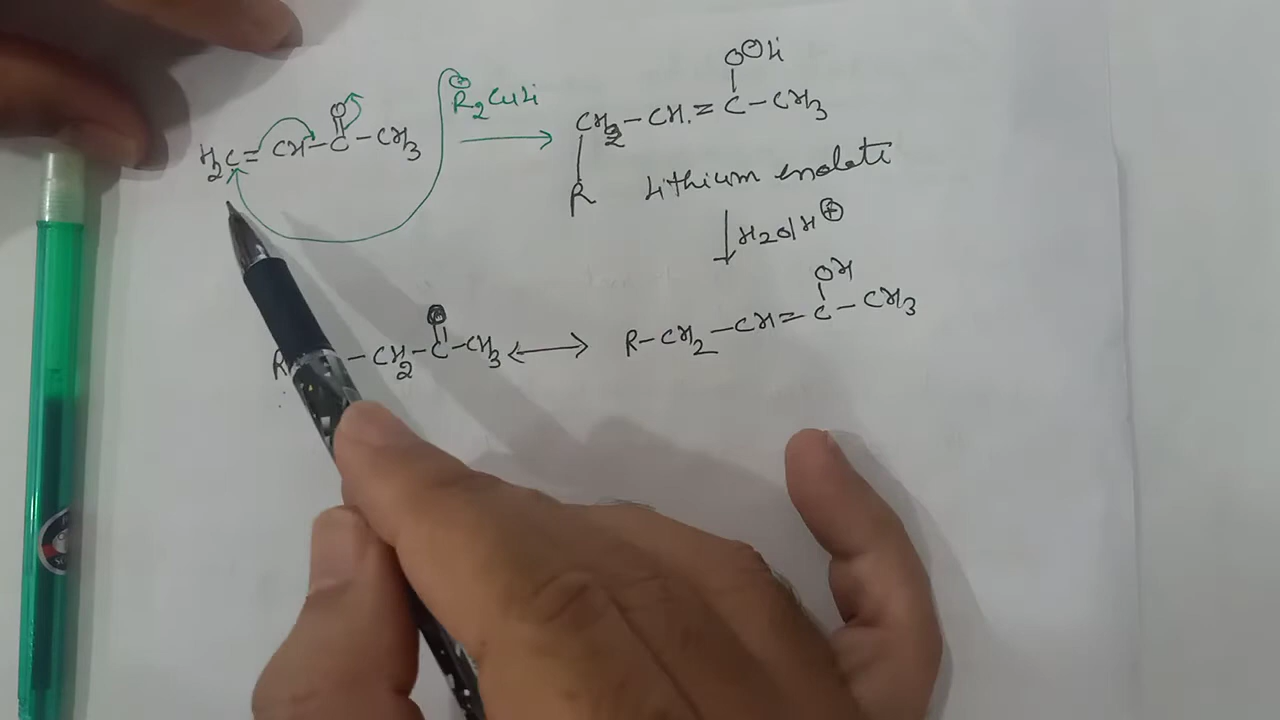 H2C=CH-C(=O)-CH3 ⊖R2CuLi → CH2(R)-CH=C(O⊖Li)-CH3
Lithium enolate
↓ H2O/H⊕
R -CH2-C(=O)-CH3 ↔ R-CH2-CH=C(OH)-CH3